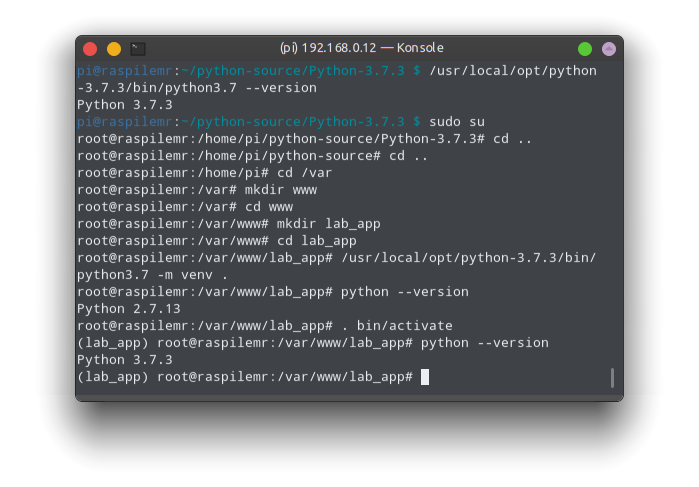 (pi) 192.168.0.12 — Konsole
pi@raspilemr:~/python-source/Python-3.7.3 $ /usr/local/opt/python
-3.7.3/bin/python3.7 --version
Python 3.7.3
pi@raspilemr:~/python-source/Python-3.7.3 $ sudo su
root@raspilemr:/home/pi/python-source/Python-3.7.3# cd ..
root@raspilemr:/home/pi/python-source# cd ..
root@raspilemr:/home/pi# cd /var
root@raspilemr:/var# mkdir www
root@raspilemr:/var# cd www
root@raspilemr:/var/www# mkdir lab_app
root@raspilemr:/var/www# cd lab_app
root@raspilemr:/var/www/lab_app# /usr/local/opt/python-3.7.3/bin/
python3.7 -m venv .
root@raspilemr:/var/www/lab_app# python --version
Python 2.7.13
root@raspilemr:/var/www/lab_app# . bin/activate
(lab_app) root@raspilemr:/var/www/lab_app# python --version
Python 3.7.3
(lab_app) root@raspilemr:/var/www/lab_app#